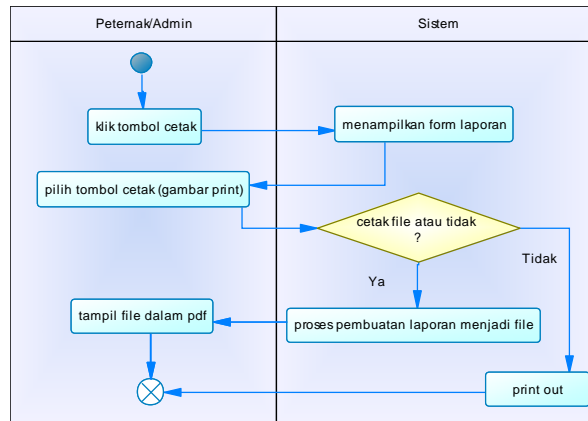 Peternak/Admin
Sistem
klik tombol cetak
menampilkan form laporan
pilih tombol cetak (gambar print)
cetak file atau tidak
?
Tidak
Ya
tampil file dalam pdf
proses pembuatan laporan menjadi file
print out